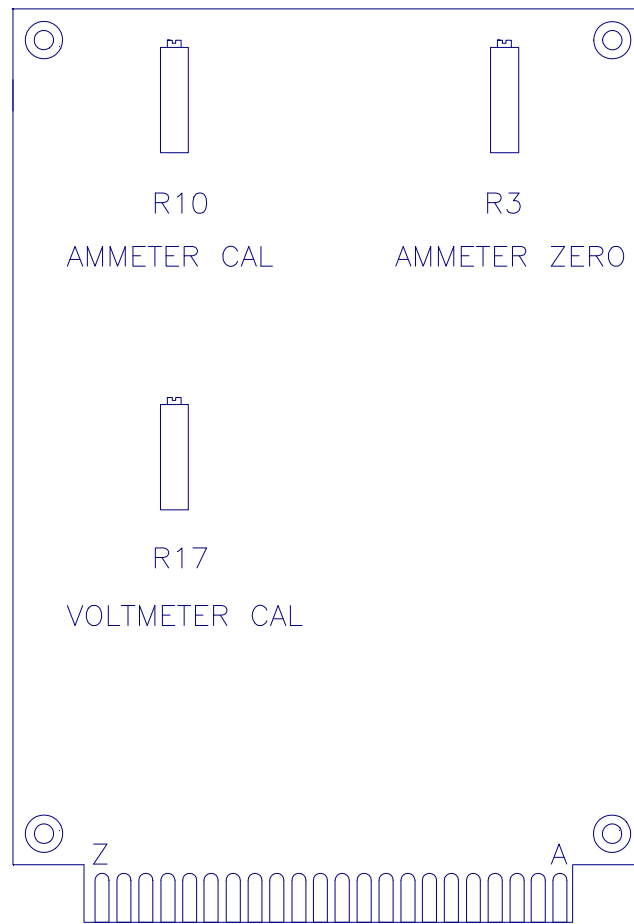 R10 R3
AMMETER CAL AMMETER ZERO
R17
VOLTMETER CAL
Z A